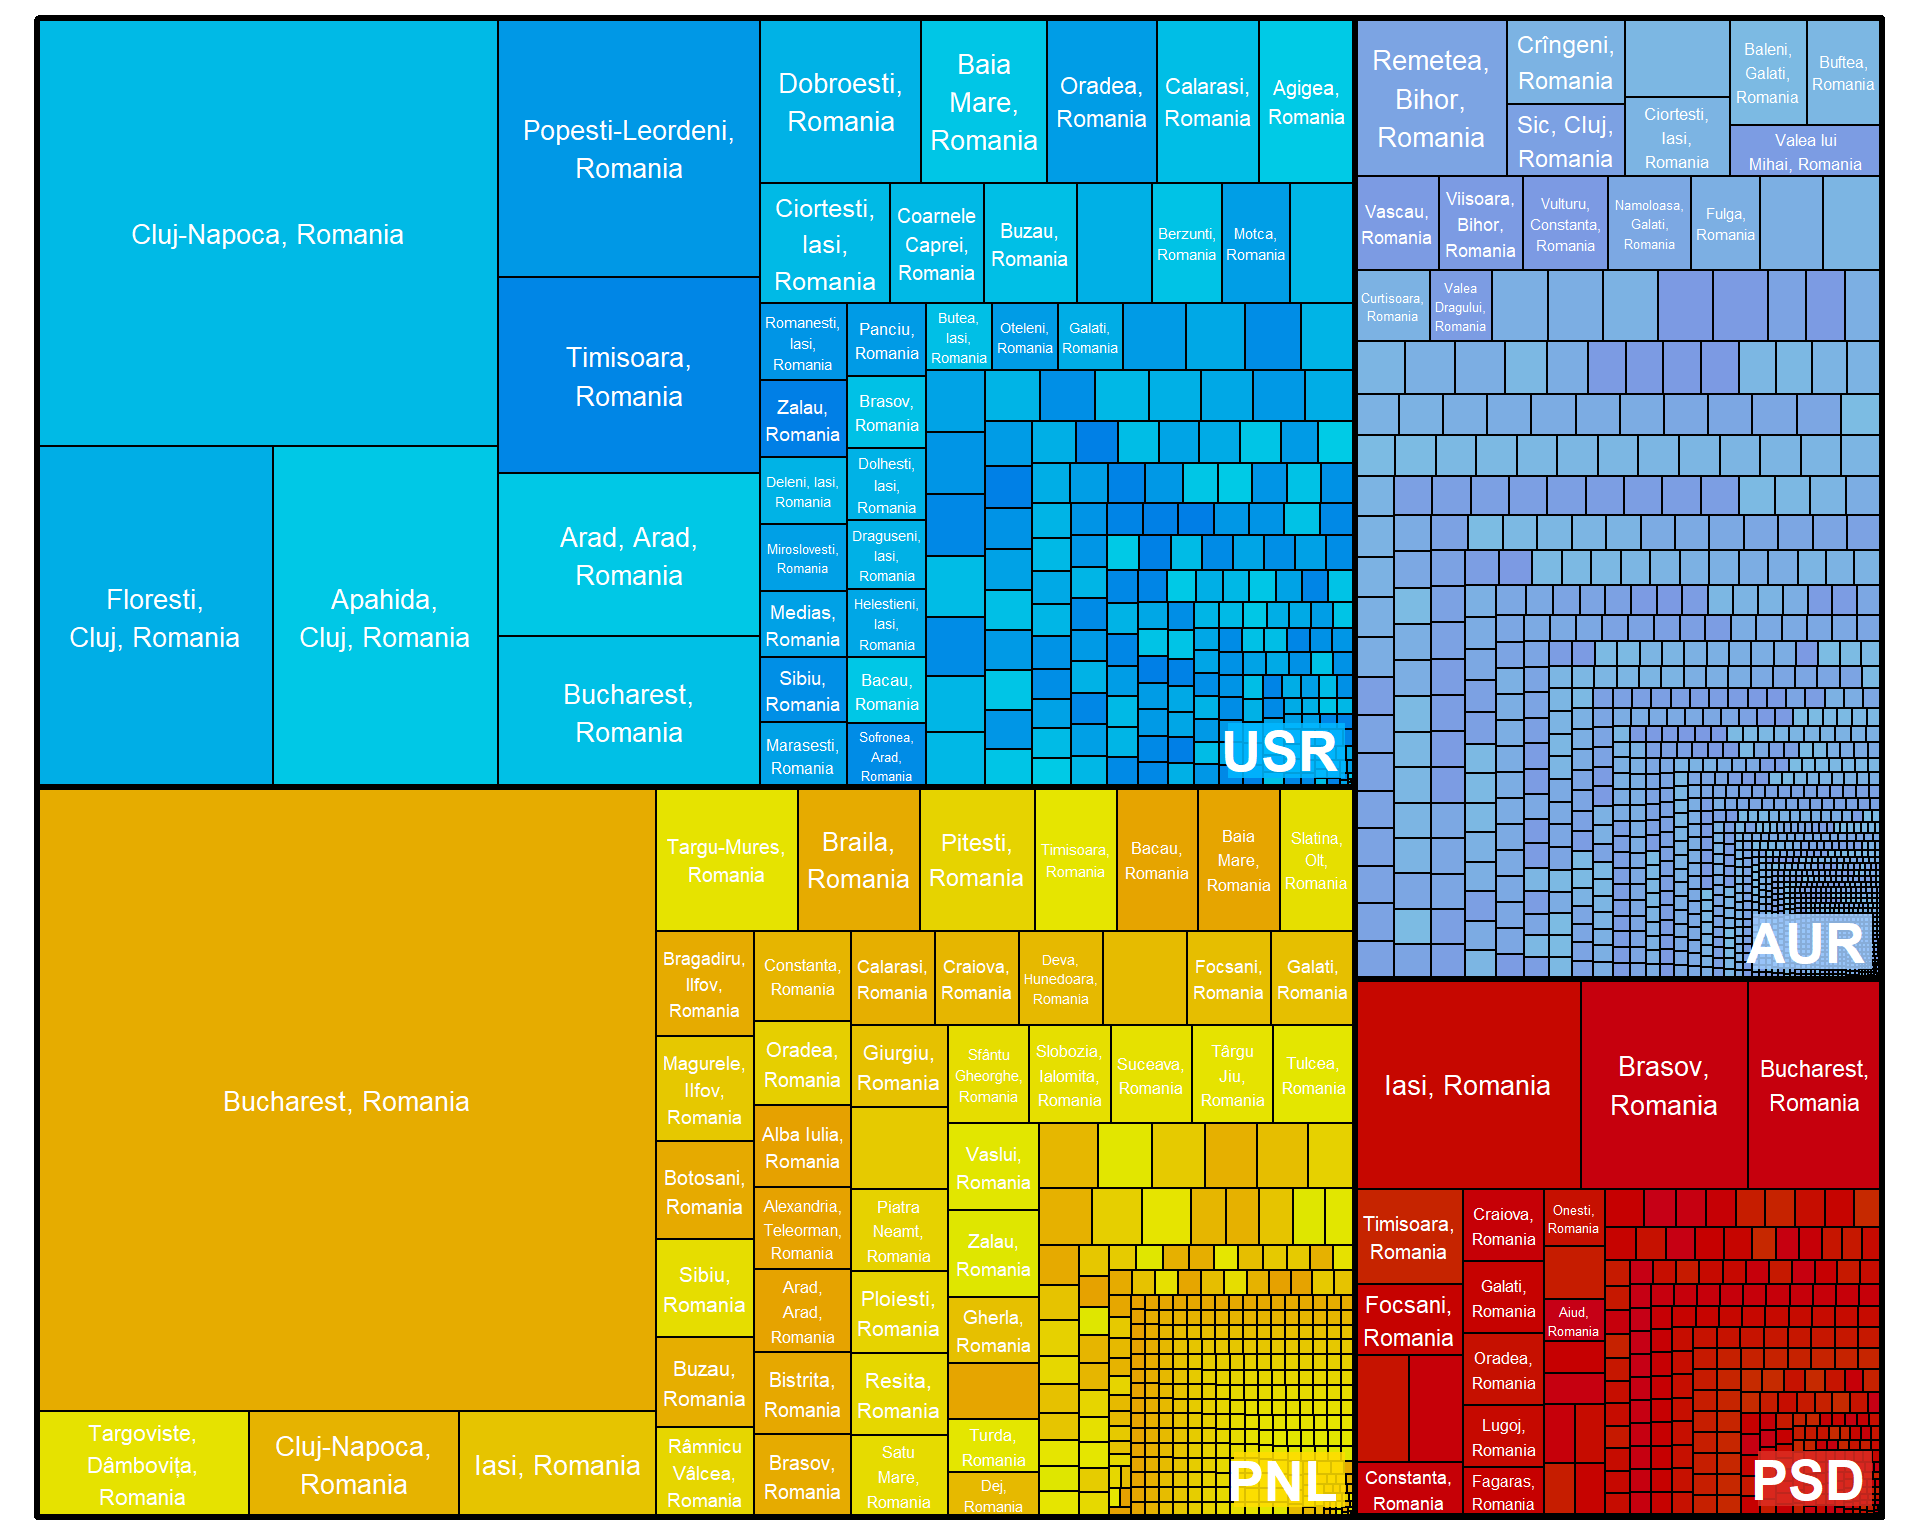 Cluj-Napoca, Romania
Floresti,
Cluj, Romania
Apahida,
Cluj, Romania
Popesti-Leordeni,
Romania
Timisoara,
Romania
Arad, Arad,
Romania
Bucharest,
Romania
Dobroesti,
Romania
Baia
Mare,
Romania
Oradea,
Romania
Calarasi,
Romania
Agigea,
Romania
Ciortesti,
Iasi,
Romania
Coarnele
Caprei,
Romania
Buzau,
Romania
Berzunti,
Romania
Motca,
Romania
Romanesti,
Iasi,
Romania
Panciu,
Romania
Butea,
Iasi,
Romania
Oteleni,
Romania
Galati,
Romania
Zalau,
Romania
Brasov,
Romania
Deleni, Iasi,
Romania
Dolhesti,
Iasi,
Romania
Miroslovesti,
Romania
Draguseni,
Iasi,
Romania
Medias,
Romania
Helestieni,
Iasi,
Romania
Sibiu,
Romania
Bacau,
Romania
Marasesti,
Romania
Sofronea,
Arad,
Romania
USR
Remetea,
Bihor,
Romania
Crîngeni,
Romania
Sic, Cluj,
Romania
Ciortesti,
Iasi,
Romania
Baleni,
Galati,
Romania
Buftea,
Romania
Valea lui
Mihai, Romania
Vascau,
Romania
Viisoara,
Bihor,
Romania
Vulturu,
Constanta,
Romania
Namoloasa,
Galati,
Romania
Fulga,
Romania
Curtisoara,
Romania
Valea
Dragului,
Romania
AUR
Bucharest, Romania
Targoviste,
Dâmbovița,
Romania
Cluj-Napoca,
Romania
Iasi, Romania
Targu-Mures,
Romania
Braila,
Romania
Pitesti,
Romania
Timisoara,
Romania
Bacau,
Romania
Baia
Mare,
Romania
Slatina,
Olt,
Romania
Bragadiru,
Ilfov,
Romania
Constanta,
Romania
Calarasi,
Romania
Craiova,
Romania
Deva,
Hunedoara,
Romania
Focsani,
Romania
Galati,
Romania
Magurele,
Ilfov,
Romania
Oradea,
Romania
Giurgiu,
Romania
Sfântu
Gheorghe,
Romania
Slobozia,
Ialomita,
Romania
Suceava,
Romania
Târgu
Jiu,
Romania
Tulcea,
Romania
Botosani,
Romania
Alba Iulia,
Romania
Vaslui,
Romania
Alexandria,
Teleorman,
Romania
Piatra
Neamt,
Romania
Zalau,
Romania
Sibiu,
Romania
Arad,
Arad,
Romania
Ploiesti,
Romania
Gherla,
Romania
Buzau,
Romania
Bistrita,
Romania
Resita,
Romania
Râmnicu
Vâlcea,
Romania
Brasov,
Romania
Satu
Mare,
Romania
Turda,
Romania
Dej,
Romania
PNL
Iasi, Romania
Brasov,
Romania
Bucharest,
Romania
Timisoara,
Romania
Craiova,
Romania
Onesti,
Romania
Focsani,
Romania
Galati,
Romania
Aiud,
Romania
Oradea,
Romania
Lugoj,
Romania
Constanta,
Romania
Fagaras,
Romania
PSD